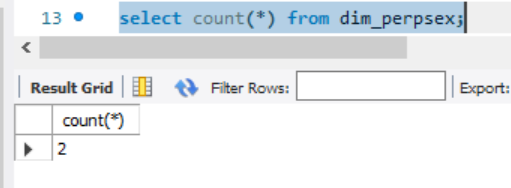 13 select count(*) from dim_perpsex;
Result Grid Filter Rows: Export:
count(*)
2